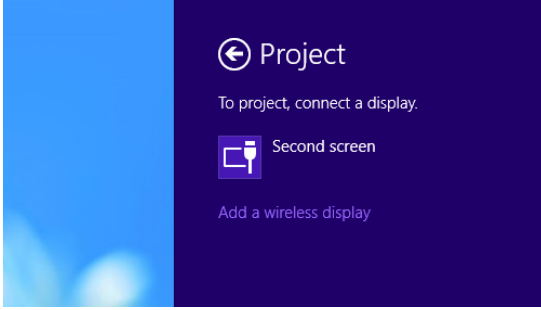 Project
To project, connect a display.
Second screen
Add a wireless display